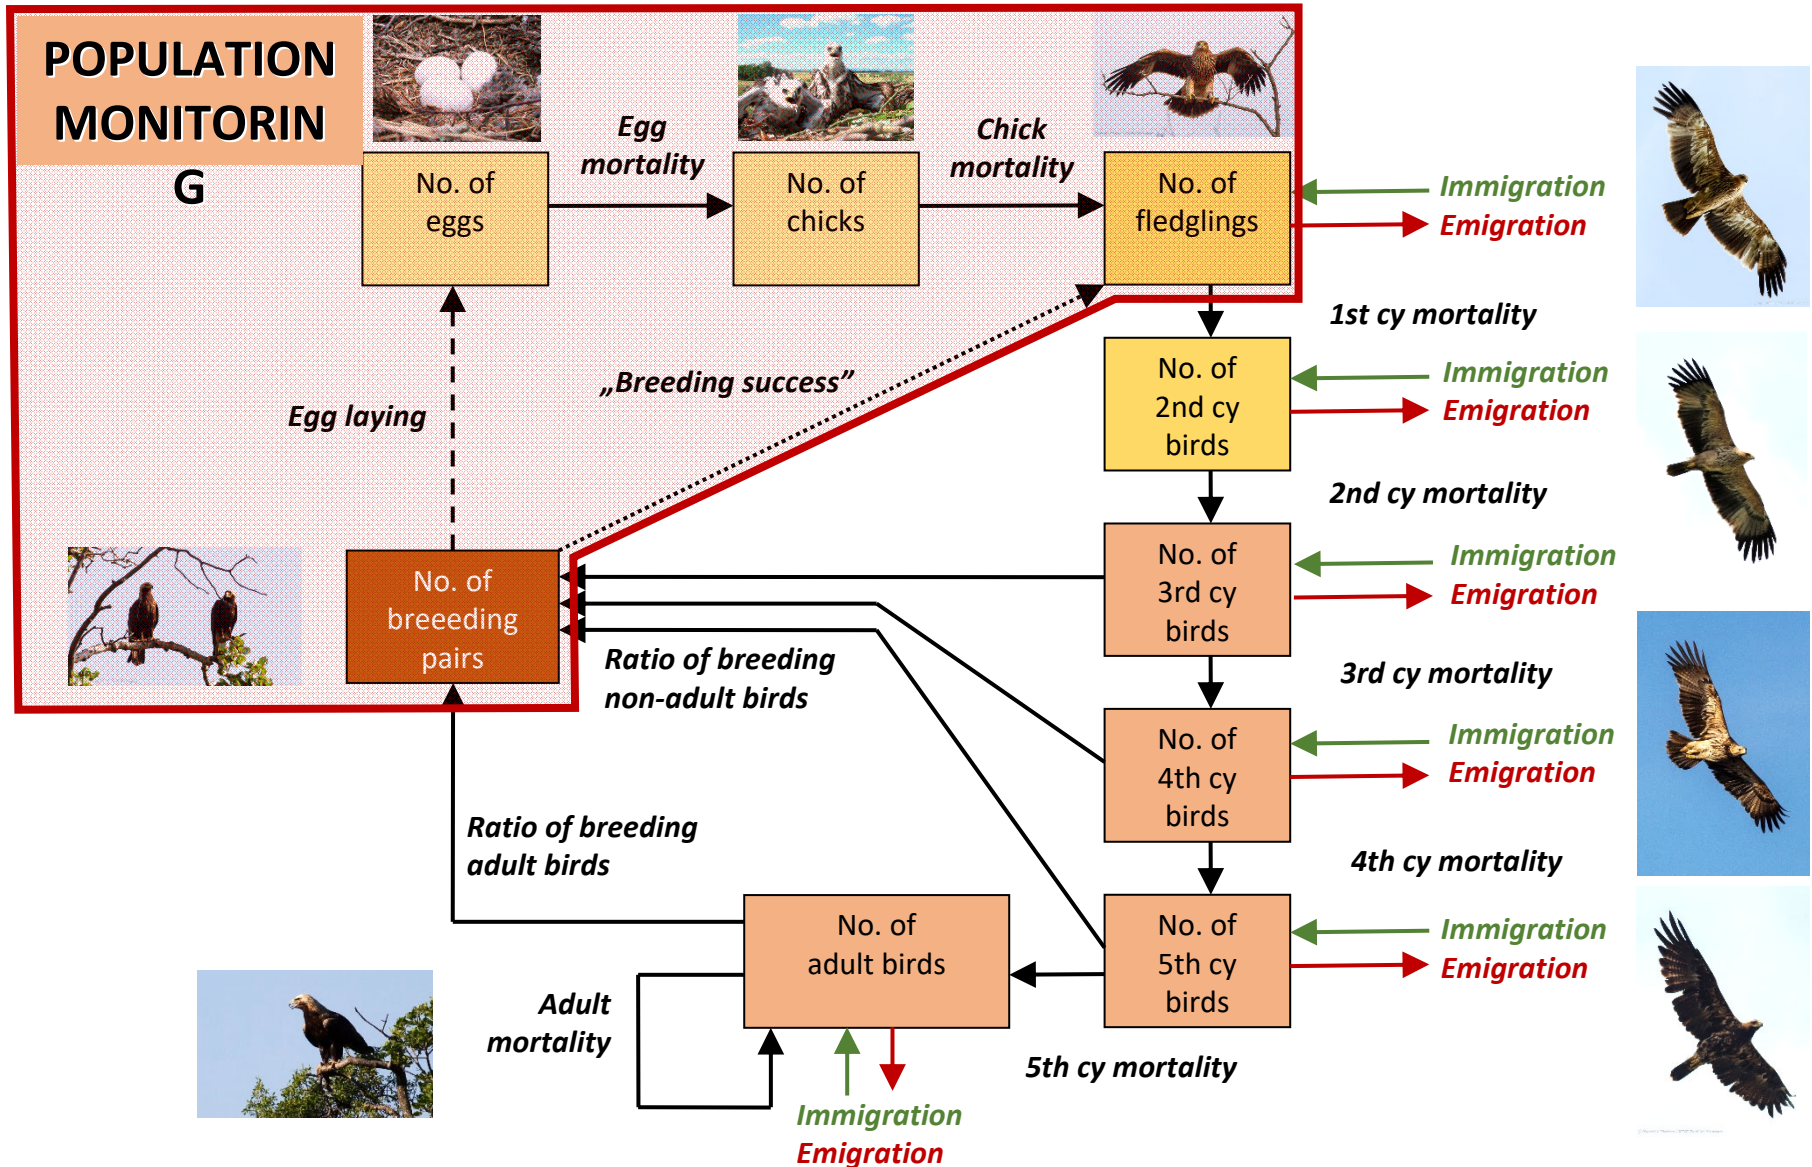 POPULATION
MONITORIN
G
Egg
mortality
Chick
mortality
No. of
eggs
No. of
chicks
No. of
fledglings
Immigration
Emigration
1st cy mortality
No. of
2nd cy
birds
Immigration
Emigration
„Breeding success”
Egg laying
2nd cy mortality
No. of
3rd cy
birds
Immigration
Emigration
No. of
breeeding
pairs
Ratio of breeding
non-adult birds
3rd cy mortality
No. of
4th cy
birds
Immigration
Emigration
Ratio of breeding
adult birds
4th cy mortality
No. of
adult birds
No. of
5th cy
birds
Immigration
Emigration
Adult
mortality
5th cy mortality
Immigration
Emigration